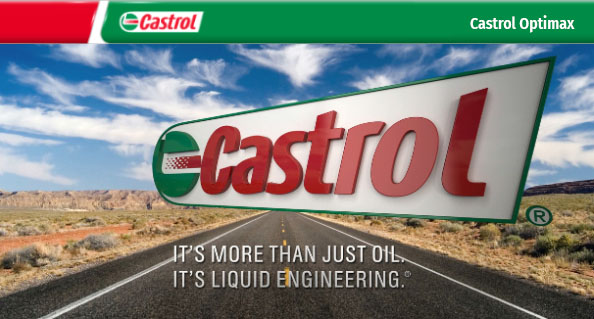 Castrol
Castrol Optimax
Castrol
®
IT'S MORE THAN JUST OIL.
IT'S LIQUID ENGINEERING.®